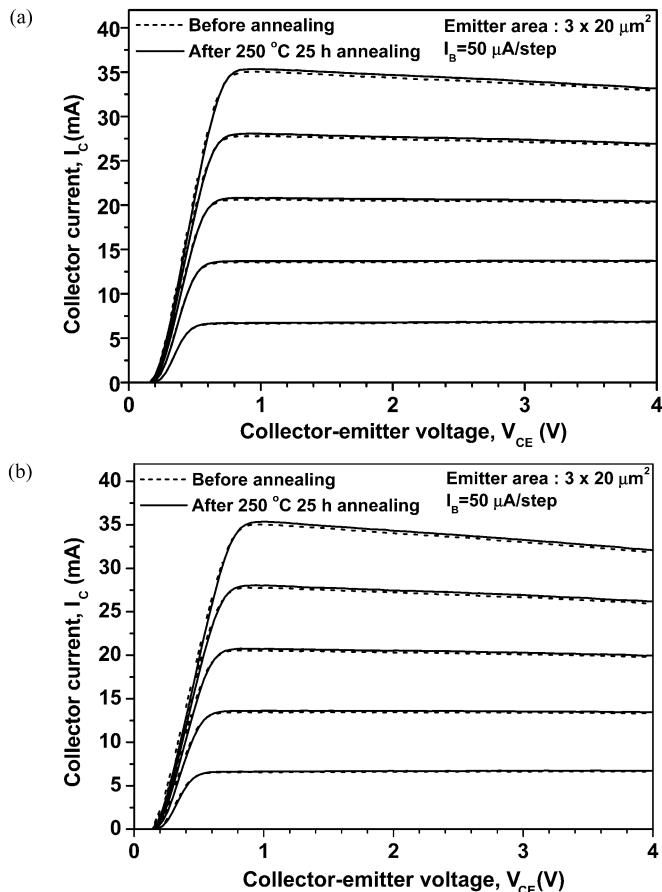 (a)
Before annealing
After 250 °C 25 h annealing
Emitter area : 3 x 20 μm²
I_B=50 μA/step
Collector current, I_C (mA)
40
35
30
25
20
15
10
5
0
0 1 2 3 4
Collector-emitter voltage, V_CE (V)
(b)
Before annealing
After 250 °C 25 h annealing
Emitter area : 3 x 20 μm²
I_B=50 μA/step
Collector current, I_C (mA)
40
35
30
25
20
15
10
5
0
0 1 2 3 4
Collector-emitter voltage, V_CE (V)